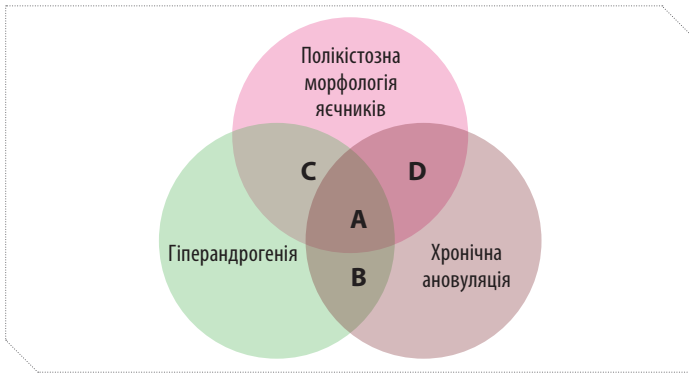 Полікістозна
морфологія
яєчників
C
D
A
Гіперандрогенія
B
Хронічна
ановуляція